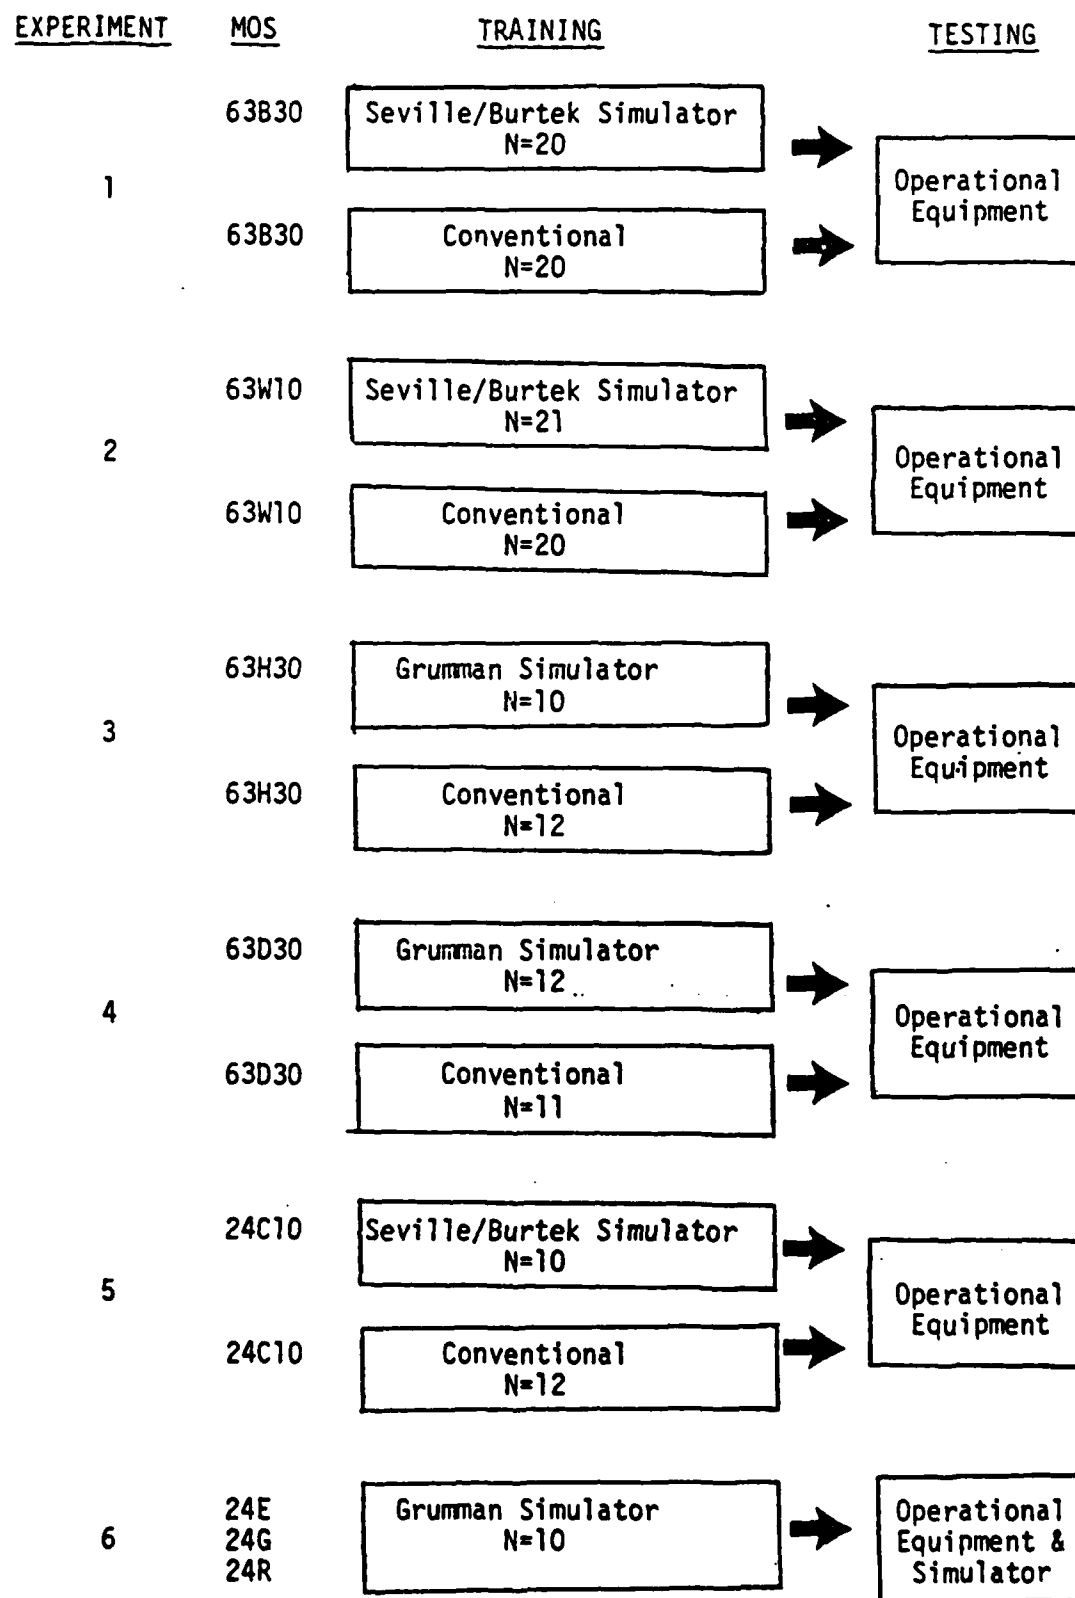 EXPERIMENT MOS TRAINING TESTING
63B30 Seville/Burtek Simulator
N=20
1
Operational
Equipment
63B30 Conventional
N=20
63W10 Seville/Burtek Simulator
N=21
2
Operational
Equipment
63W10 Conventional
N=20
63H30 Grumman Simulator
N=10
3
Operational
Equipment
63H30 Conventional
N=12
63D30 Grumman Simulator
N=12
4
Operational
Equipment
63D30 Conventional
N=11
24C10 Seville/Burtek Simulator
N=10
5
Operational
Equipment
24C10 Conventional
N=12
6
24E
24G
24R
Grumman Simulator
N=10
Operational
Equipment &
Simulator